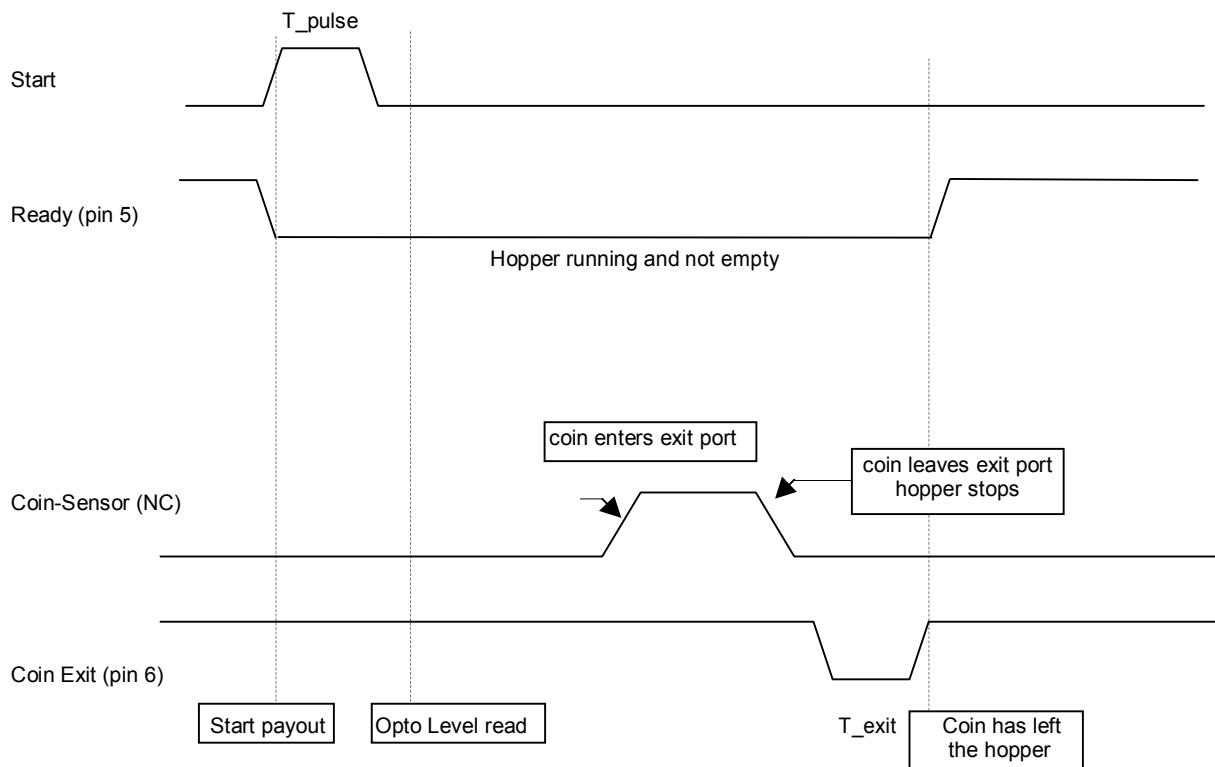 T_pulse
Start
Ready (pin 5)
Hopper running and not empty
coin enters exit port
coin leaves exit port
hopper stops
Coin-Sensor (NC)
Coin Exit (pin 6)
Start payout
Opto Level read
T_exit
Coin has left
the hopper